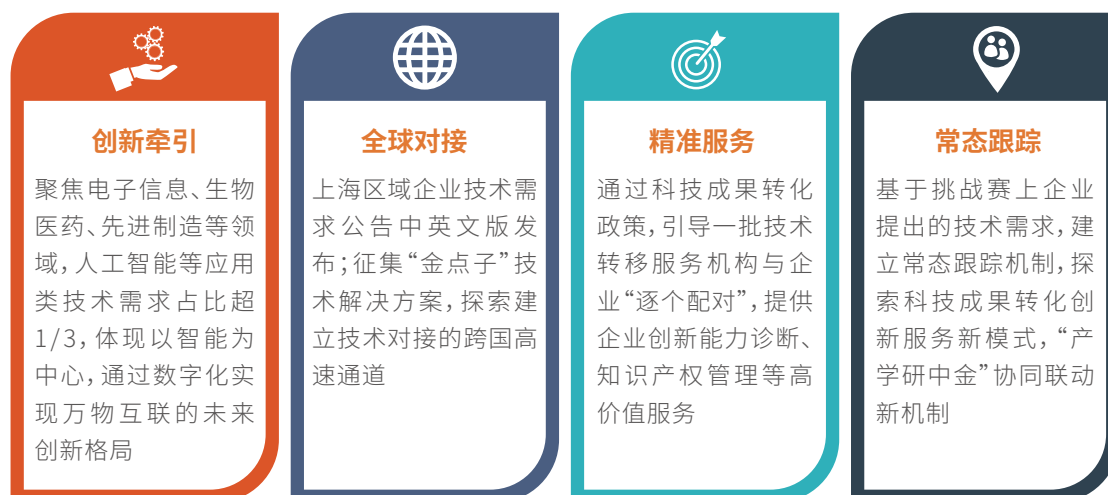 创新牵引
聚焦电子信息、生物
医药、先进制造等领
域,人工智能等应用
类技术需求占比超
1/3,体现以智能为
中心,通过数字化实
现万物互联的未来
创新格局
全球对接
上海区域企业技术需
求公告中英文版发
布;征集“金点子”技
术解决方案,探索建
立技术对接的跨国高
速通道
精准服务
通过科技成果转化
政策,引导一批技术
转移服务机构与企
业“逐个配对”,提供
企业创新能力诊断、
知识产权管理等高
价值服务
常态跟踪
基于挑战赛上企业
提出的技术需求,建
立常态跟踪机制,探
索科技成果转化创
新服务新模式,“产
学研中金”协同联动
新机制